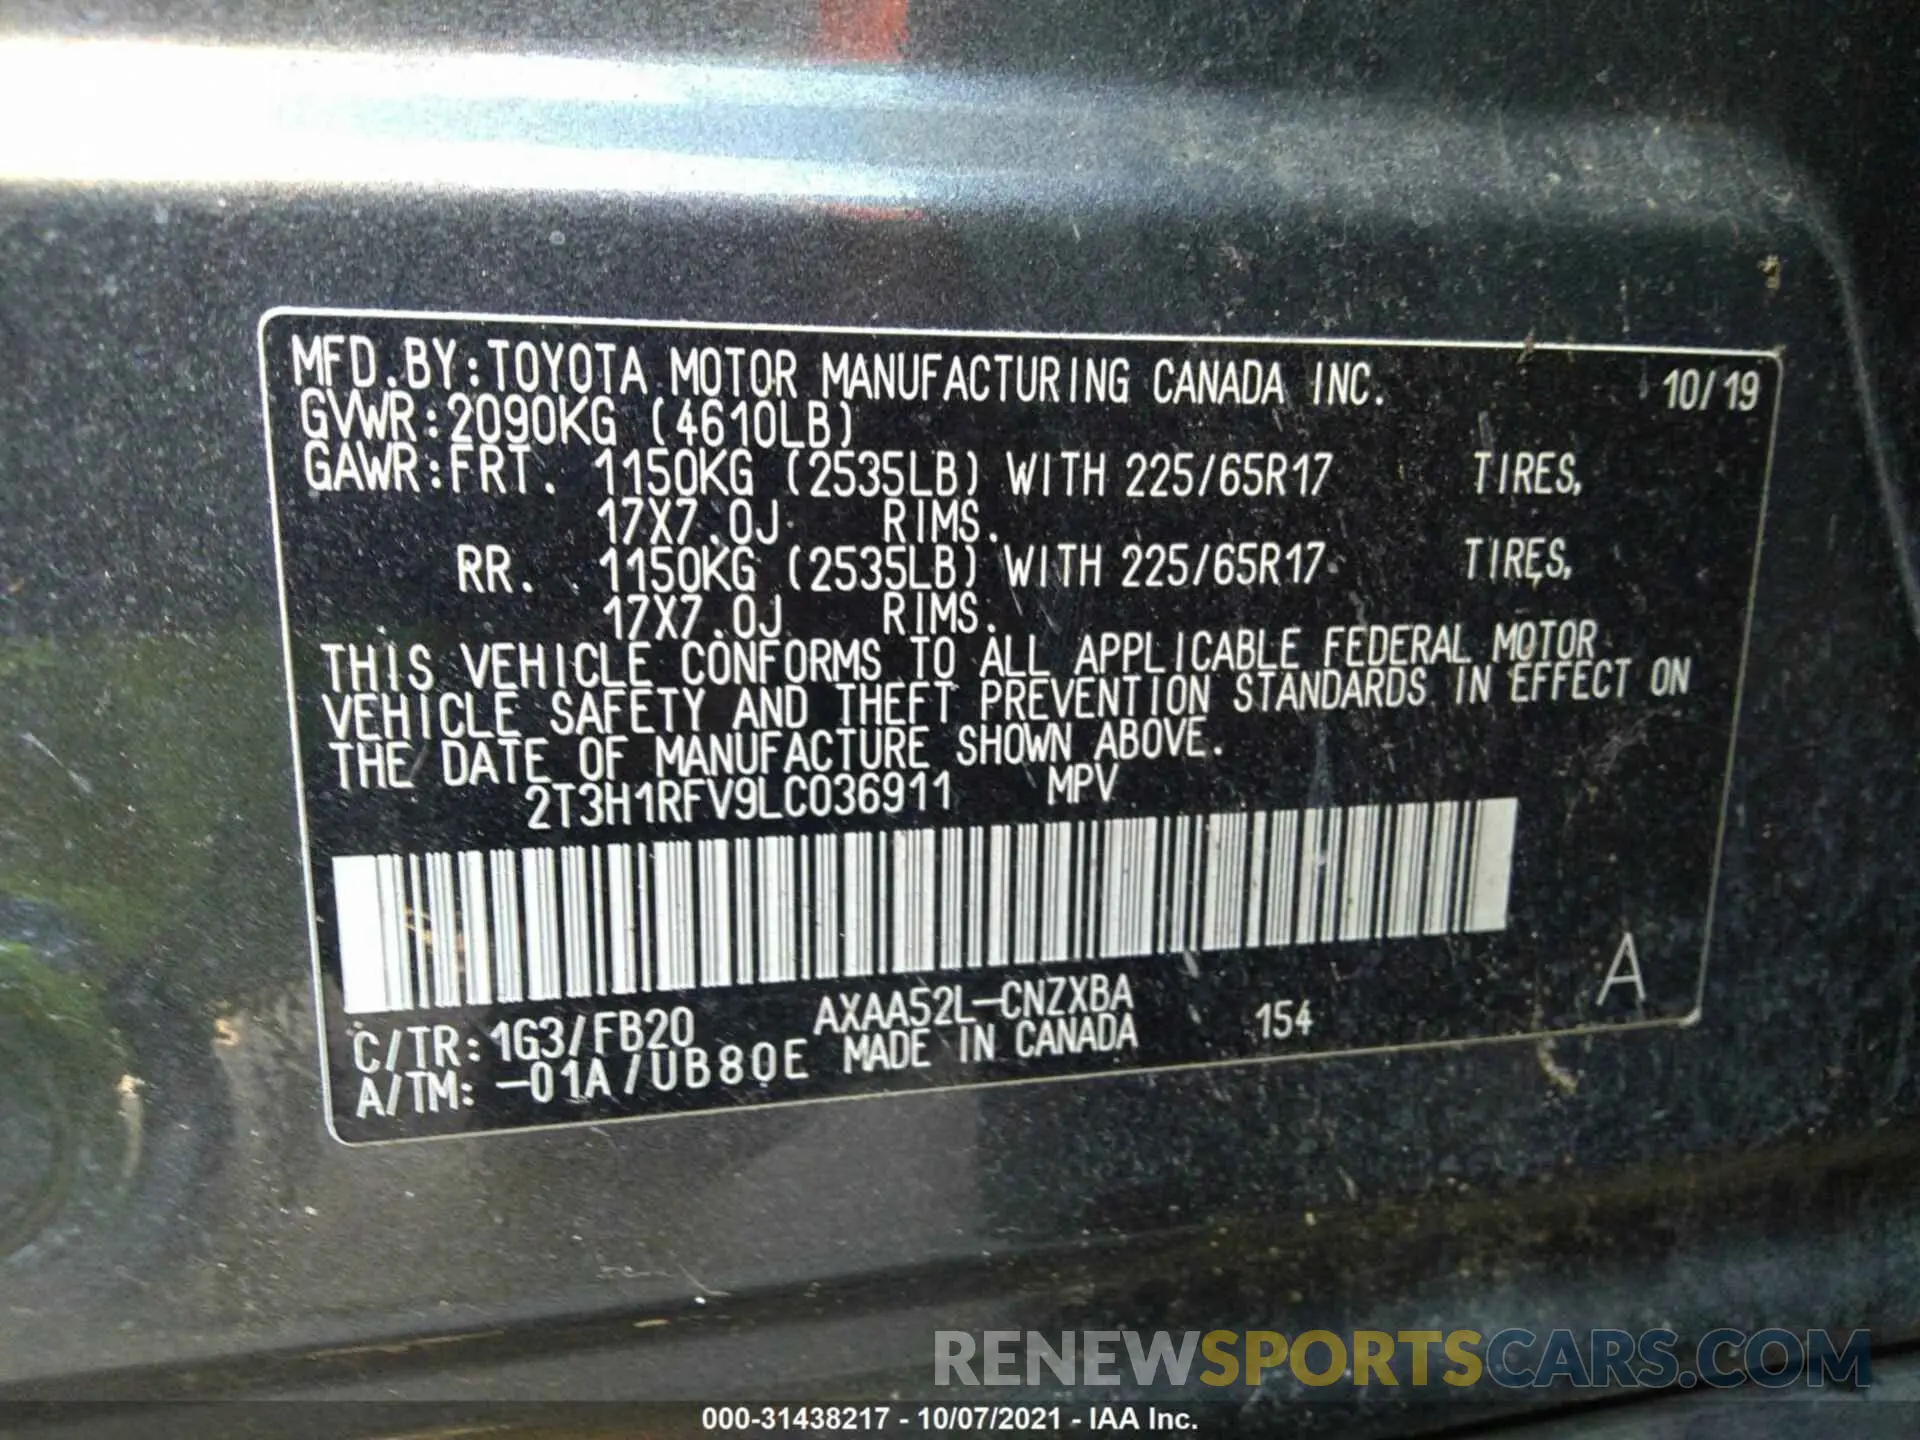 MFD.BY:TOYOTA MOTOR MANUFACTURING CANADA INC. 10/19
GVWR:2090KG (4610LB)
GAWR:FRT. 1150KG (2535LB) WITH 225/65R17 TIRES,
17X7.0J RIMS.
RR. 1150KG (2535LB) WITH 225/65R17 TIRES,
17X7.0J RIMS.
THIS VEHICLE CONFORMS TO ALL APPLICABLE FEDERAL MOTOR
VEHICLE SAFETY AND THEFT PREVENTION STANDARDS IN EFFECT ON
THE DATE OF MANUFACTURE SHOWN ABOVE.
2T3H1RFV9LC036911 MPV
A
C/TR:1G3/FB20 AXAA52L-CNZXBA 154
A/TM:-01A/UB80E MADE IN CANADA
RENEWSPORTSCARS.COM
000-31438217 - 10/07/2021 - IAA Inc.